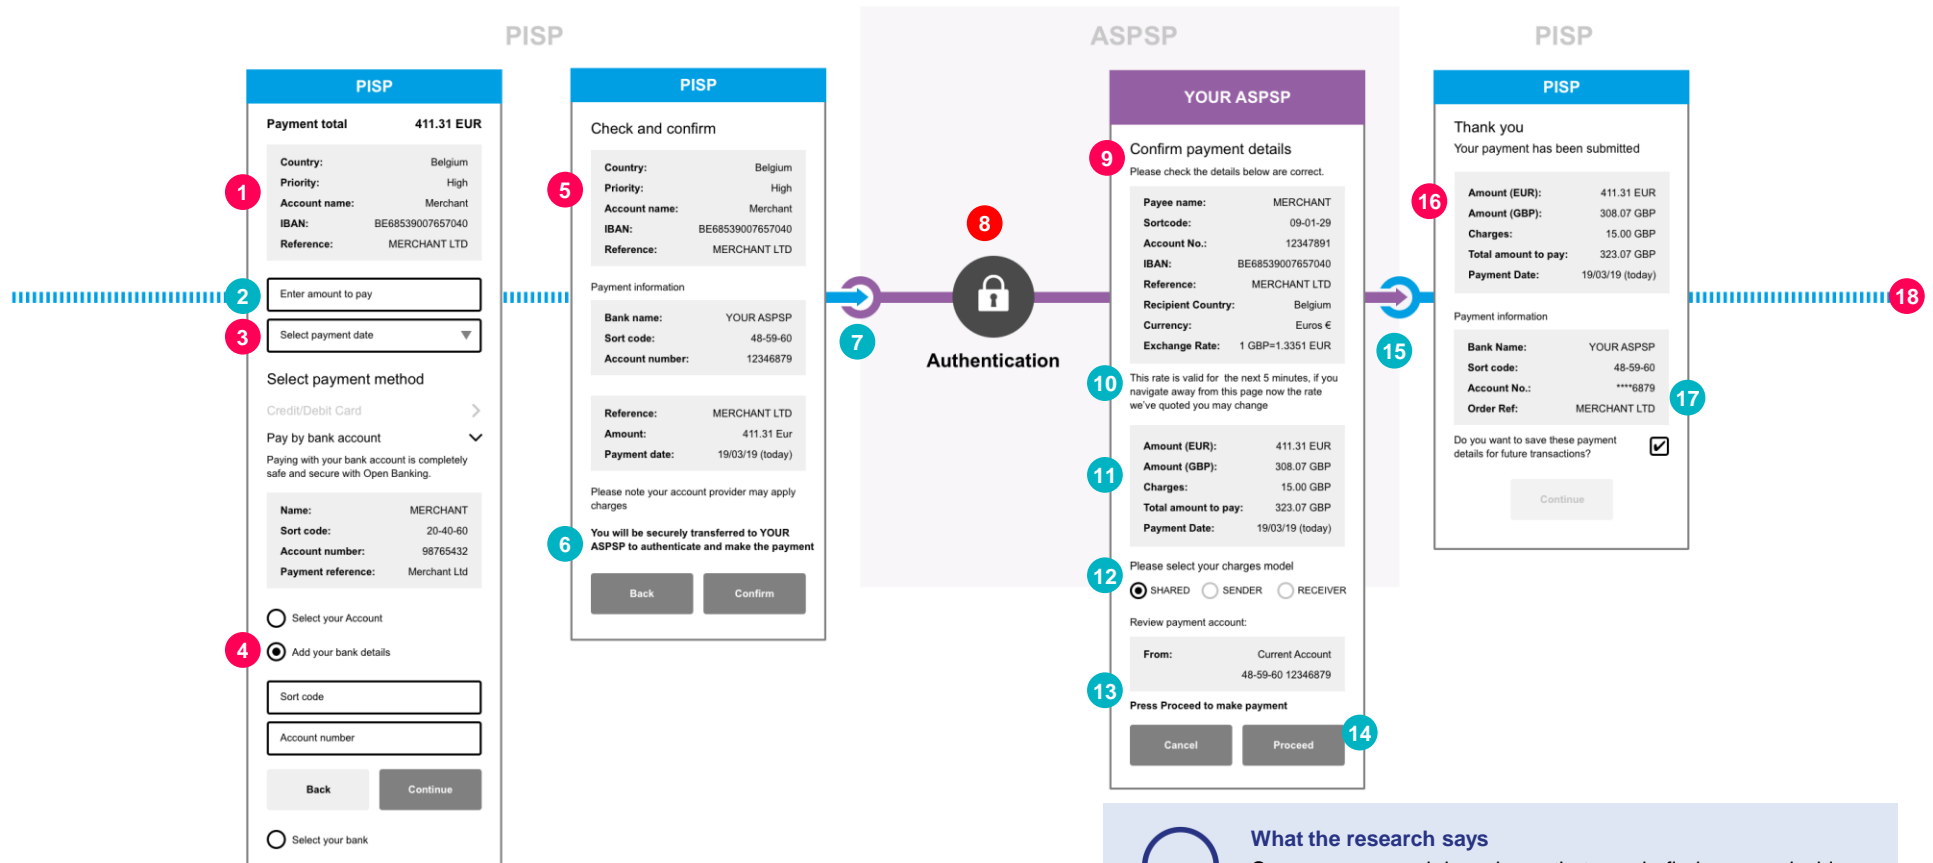 PISP
ASPSP
PISP
PISP
Payment total 411.31 EUR
1
Country: Belgium
Priority: High
Account name: Merchant
IBAN: BE68539007657040
Reference: MERCHANT LTD
2
Enter amount to pay
3
Select payment date
Select payment method
Credit/Debit Card
Pay by bank account
Paying with your bank account is completely
safe and secure with Open Banking.
Name: MERCHANT
Sort code: 20-40-60
Account number: 98765432
Payment reference: Merchant Ltd
Select your Account
4
Add your bank details
Sort code
Account number
Back Continue
Select your bank
PISP
Check and confirm
5
Country: Belgium
Priority: High
Account name: Merchant
IBAN: BE68539007657040
Reference: MERCHANT LTD
Payment information
Bank name: YOUR ASPSP
Sort code: 48-59-60
Account number: 12346879
Reference: MERCHANT LTD
Amount: 411.31 Eur
Payment date: 19/03/19 (today)
Please note your account provider may apply
charges
6
You will be securely transferred to YOUR
ASPSP to authenticate and make the payment
Back Confirm
7
8
Authentication
YOUR ASPSP
9
Confirm payment details
Please check the details below are correct.
Payee name: MERCHANT
Sortcode: 09-01-29
Account No.: 12347891
IBAN: BE68539007657040
Reference: MERCHANT LTD
Recipient Country: Belgium
Currency: Euros €
Exchange Rate: 1 GBP=1.3351 EUR
10
This rate is valid for the next 5 minutes, if you
navigate away from this page now the rate
we've quoted you may change
11
Amount (EUR): 411.31 EUR
Amount (GBP): 308.07 GBP
Charges: 15.00 GBP
Total amount to pay: 323.07 GBP
Payment Date: 19/03/19 (today)
12
Please select your charges model
SHARED SENDER RECEIVER
Review payment account:
From: Current Account
48-59-60 12346879
13
Press Proceed to make payment
14
Cancel Proceed
15
PISP
Thank you
Your payment has been submitted
16
Amount (EUR): 411.31 EUR
Amount (GBP): 308.07 GBP
Charges: 15.00 GBP
Total amount to pay: 323.07 GBP
Payment Date: 19/03/19 (today)
Payment information
Bank Name: YOUR ASPSP
Sort code: 48-59-60
Account No.: ****6879
Order Ref: MERCHANT LTD
17
Do you want to save these payment
details for future transactions?
Continue
18
What the research says